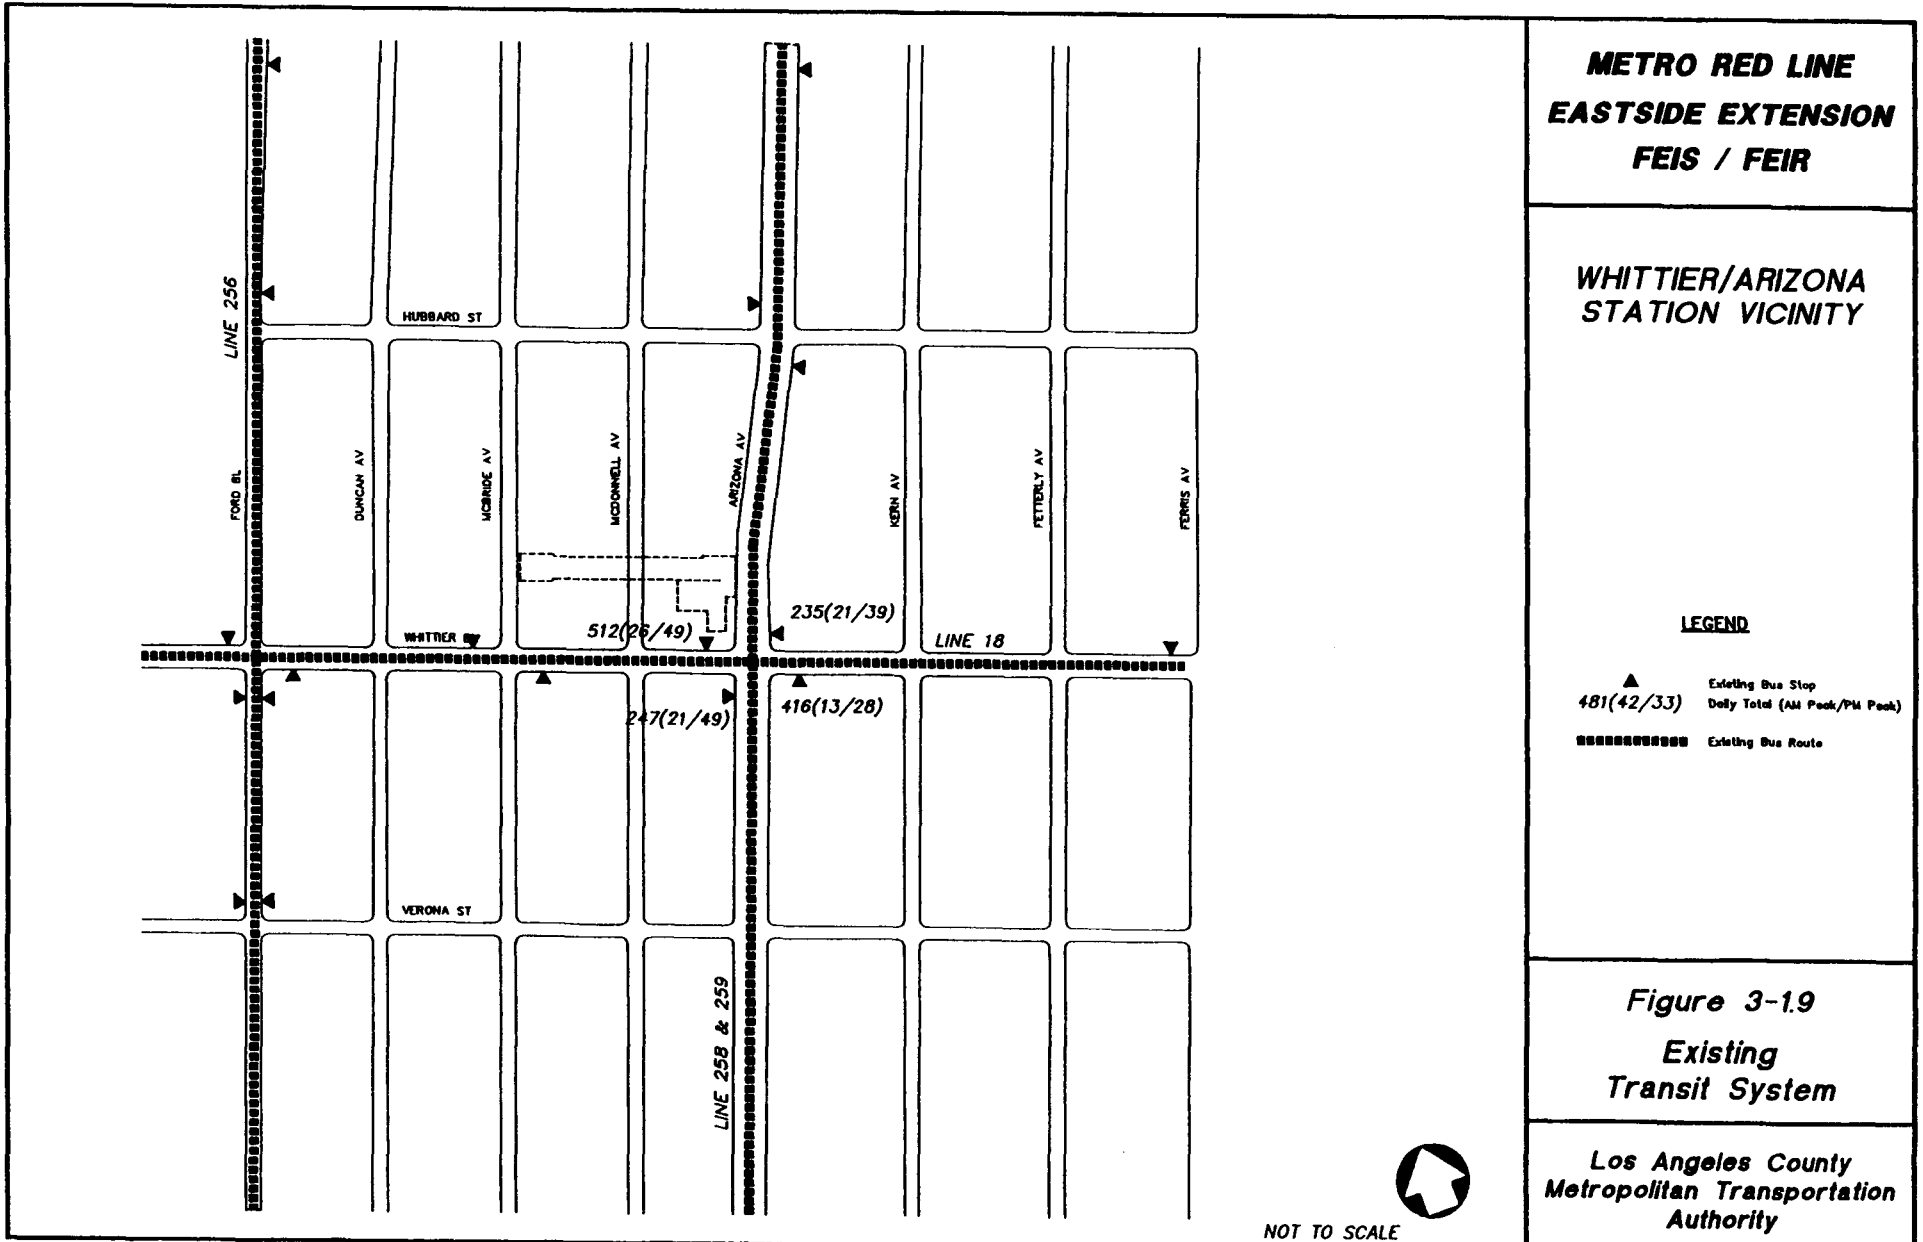 METRO RED LINE
EASTSIDE EXTENSION
FEIS / FEIR
WHITTIER/ARIZONA
STATION VICINITY
LEGEND
Existing Bus Stop
481(42/33) Daily Total (AM Peak/PM Peak)
Existing Bus Route
Figure 3-1.9
Existing
Transit System
Los Angeles County
Metropolitan Transportation
Authority
LINE 256
HUBBARD ST
FORD BL
DUNCAN AV
MCBRIDE AV
MCDONNELL AV
ARIZONA AV
KERN AV
FETTERLY AV
FERRIS AV
235(21/39)
512(26/49)
WHITTIER
LINE 18
247(21/49)
416(13/28)
VERONA ST
LINE 258 & 259
NOT TO SCALE